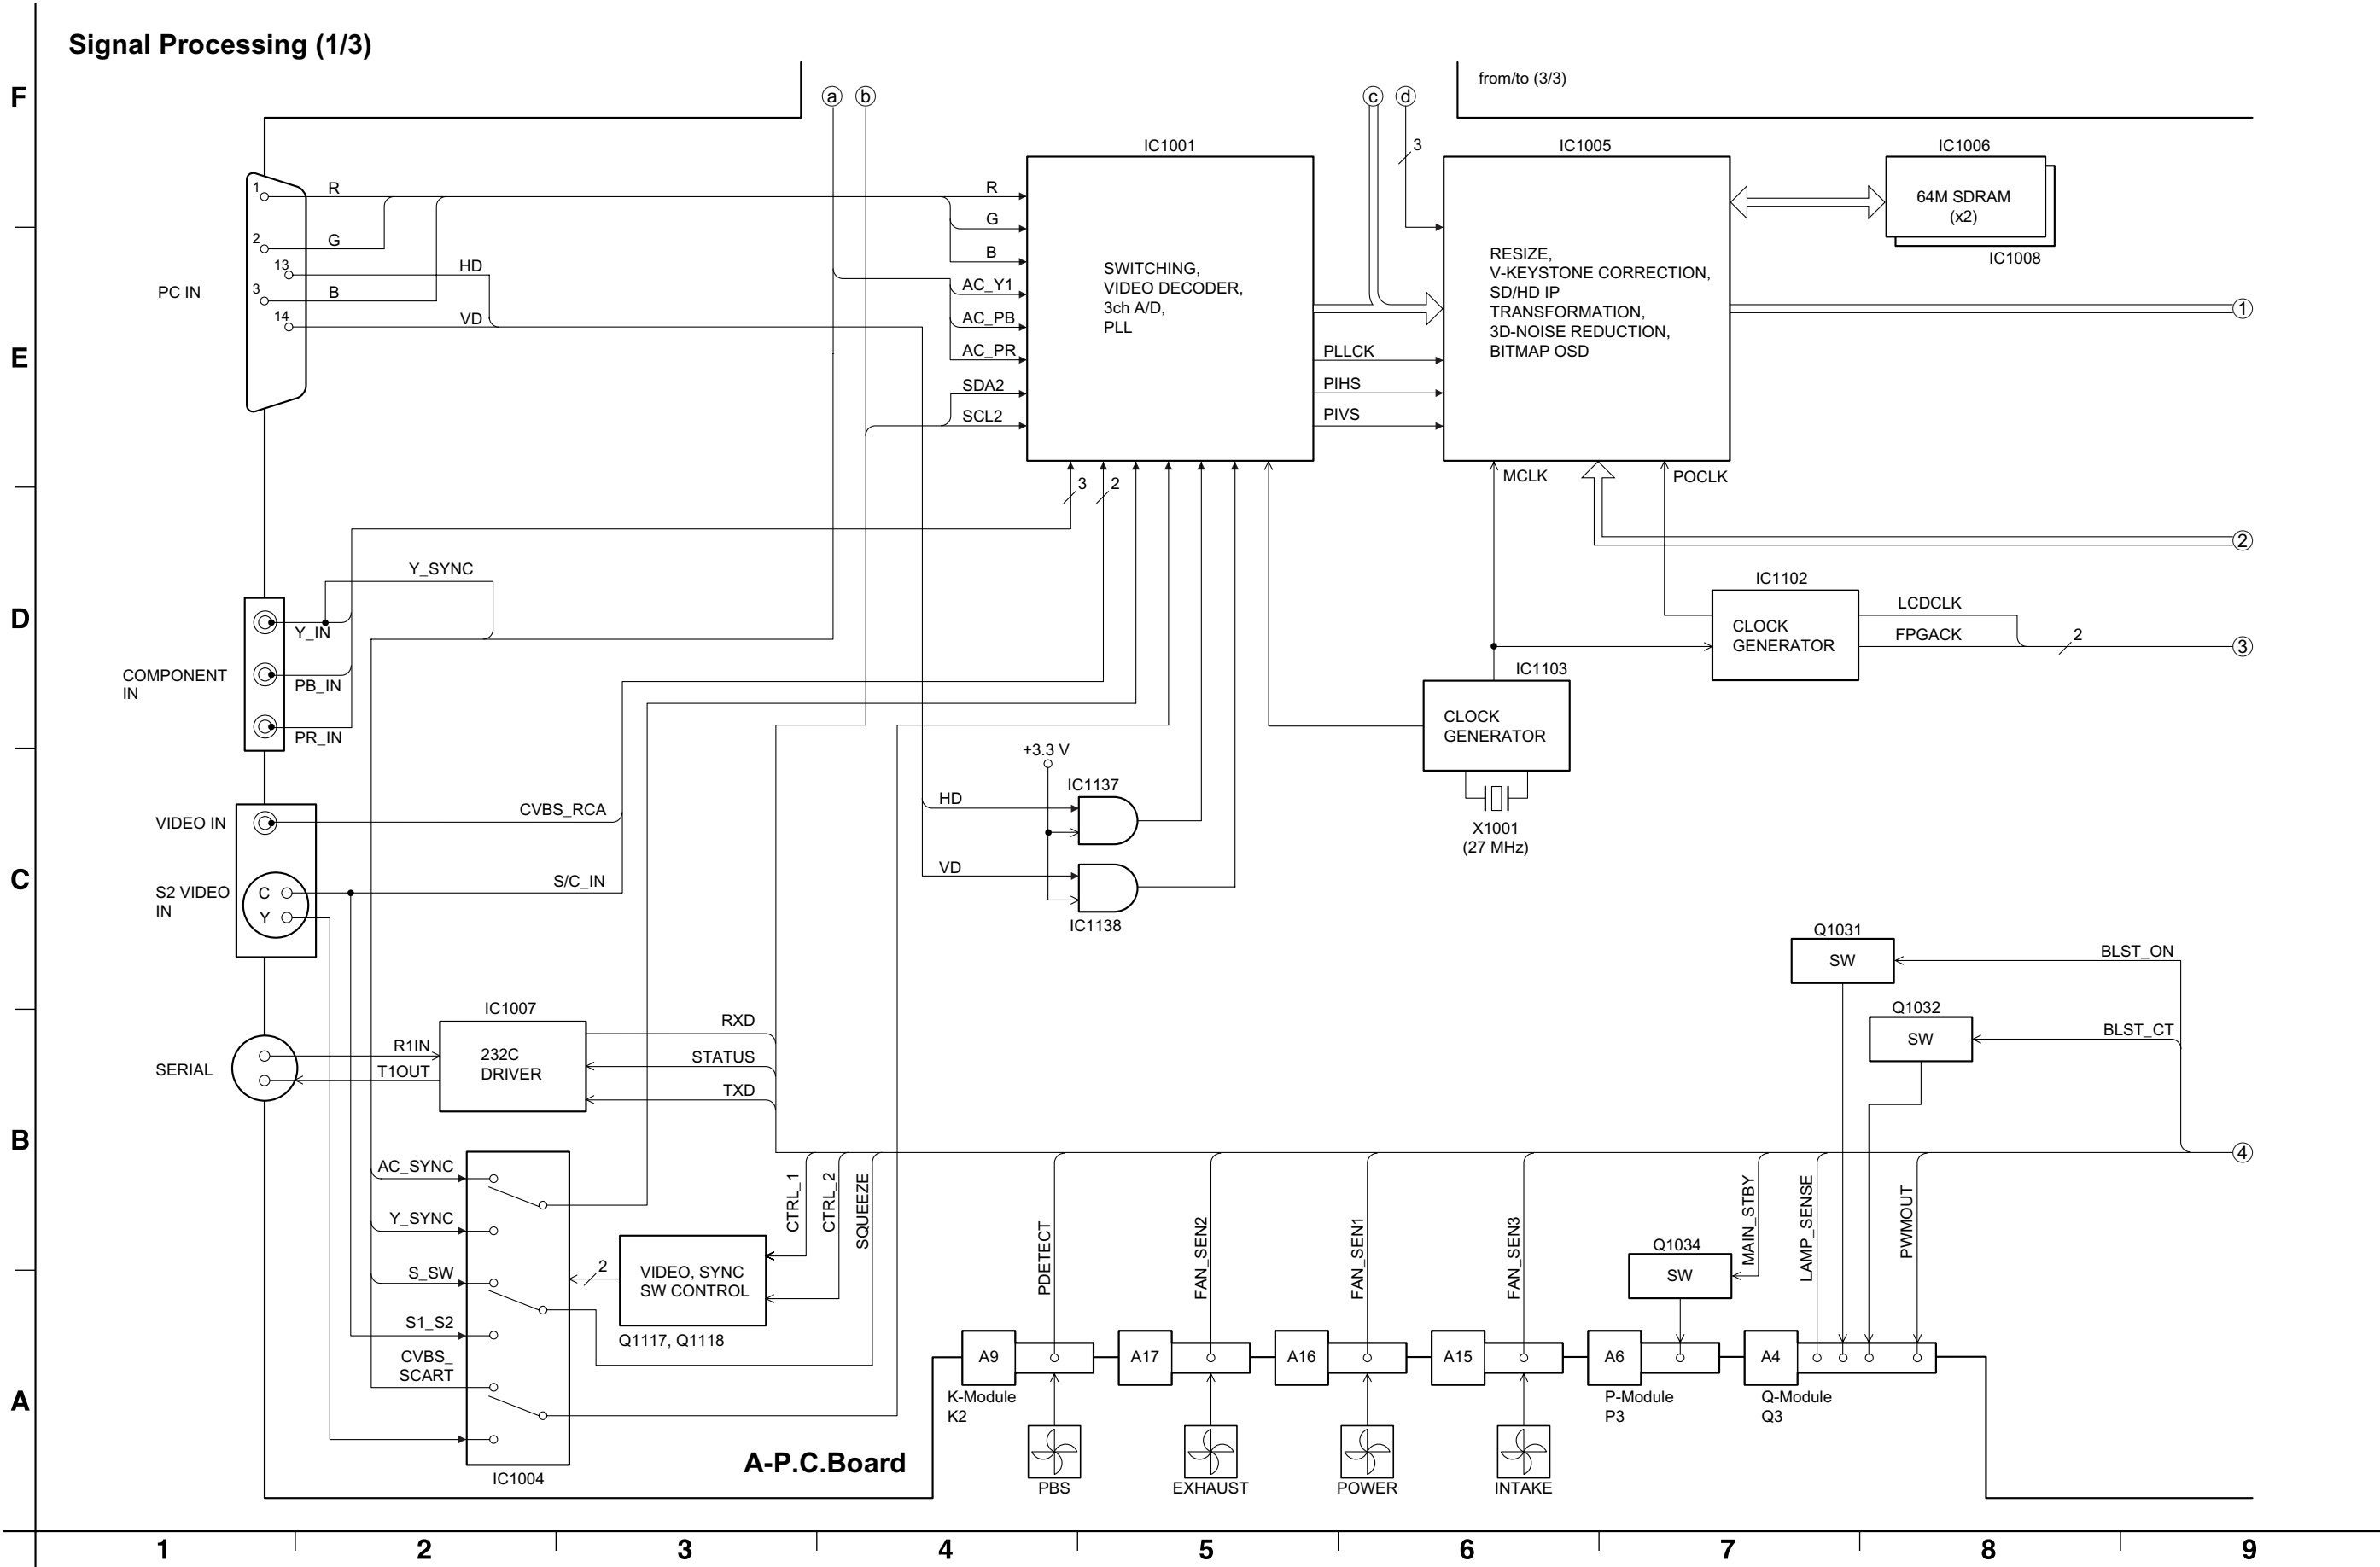 Signal Processing (1/3)
F
from/to (3/3)
a
b
c
d
IC1001
3
IC1005
IC1006
1
R
R
64M SDRAM
(x2)
G
2
G
B
IC1008
13
HD
SWITCHING,
VIDEO DECODER,
3ch A/D,
PLL
RESIZE,
V-KEYSTONE CORRECTION,
SD/HD IP
TRANSFORMATION,
3D-NOISE REDUCTION,
BITMAP OSD
PC IN
3
B
AC_Y1
1
14
VD
AC_PB
E
AC_PR
PLLCK
SDA2
PIHS
SCL2
PIVS
3
2
MCLK
POCLK
2
Y_SYNC
IC1102
D
Y_IN
CLOCK
GENERATOR
LCDCLK
FPGACK
2
3
COMPONENT
IN
PB_IN
IC1103
PR_IN
CLOCK
GENERATOR
+3.3 V
IC1137
HD
VIDEO IN
CVBS_RCA
X1001
(27 MHz)
C
VD
S2 VIDEO
IN
C
Y
S/C_IN
IC1138
Q1031
SW
BLST_ON
IC1007
Q1032
RXD
SW
BLST_CT
R1IN
232C
DRIVER
STATUS
SERIAL
T1OUT
TXD
B
4
AC_SYNC
CTRL_1
CTRL_2
SQUEEZE
PDETECT
FAN_SEN2
FAN_SEN1
FAN_SEN3
MAIN_STBY
LAMP_SENSE
PWMOUT
Y_SYNC
Q1034
S_SW
2
VIDEO, SYNC
SW CONTROL
SW
S1_S2
Q1117, Q1118
CVBS_
SCART
A9
A17
A16
A15
A6
A4
A
K-Module
K2
P-Module
P3
Q-Module
Q3
A-P.C.Board
IC1004
PBS
EXHAUST
POWER
INTAKE
1
2
3
4
5
6
7
8
9